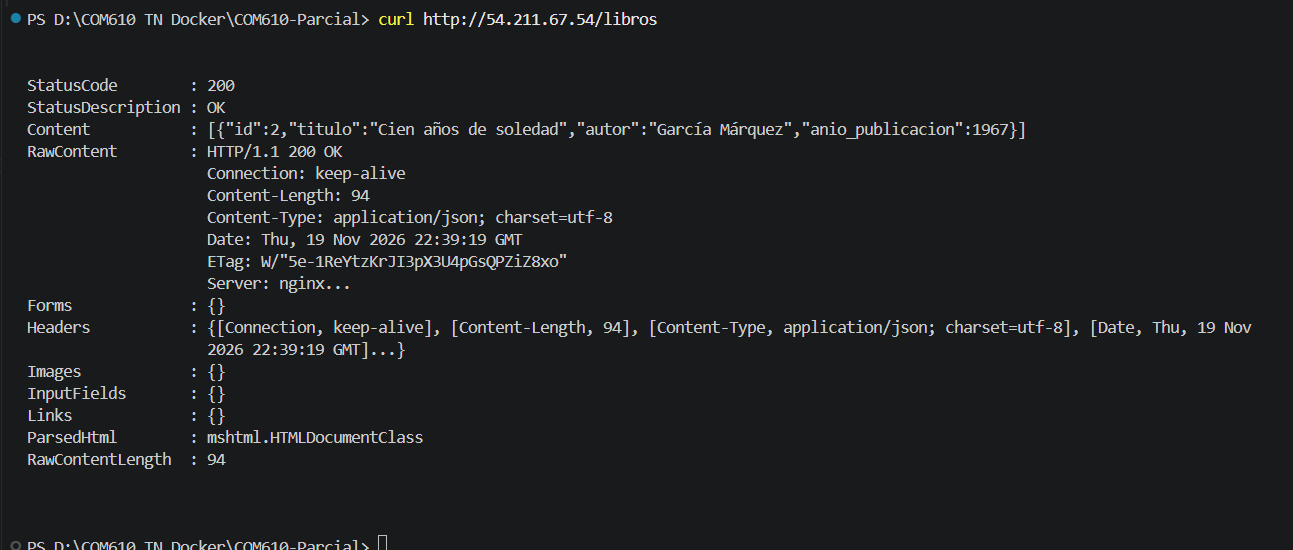 PS D:\COM610 TN Docker\COM610-Parcial> curl http://54.211.67.54/libros
StatusCode : 200
StatusDescription : OK
Content : [{"id":2,"titulo":"Cien años de soledad","autor":"García Márquez","anio_publicacion":1967}]
RawContent : HTTP/1.1 200 OK
Connection: keep-alive
Content-Length: 94
Content-Type: application/json; charset=utf-8
Date: Thu, 19 Nov 2026 22:39:19 GMT
ETag: W/"5e-1ReYtzKrJI3pX3U4pGsQPZiZ8xo"
Server: nginx...
Forms : {}
Headers : {[Connection, keep-alive], [Content-Length, 94], [Content-Type, application/json; charset=utf-8], [Date, Thu, 19 Nov
2026 22:39:19 GMT]...}
Images : {}
InputFields : {}
Links : {}
ParsedHtml : mshtml.HTMLDocumentClass
RawContentLength : 94
PS D:\COM610 TN Docker\COM610-Parcial>